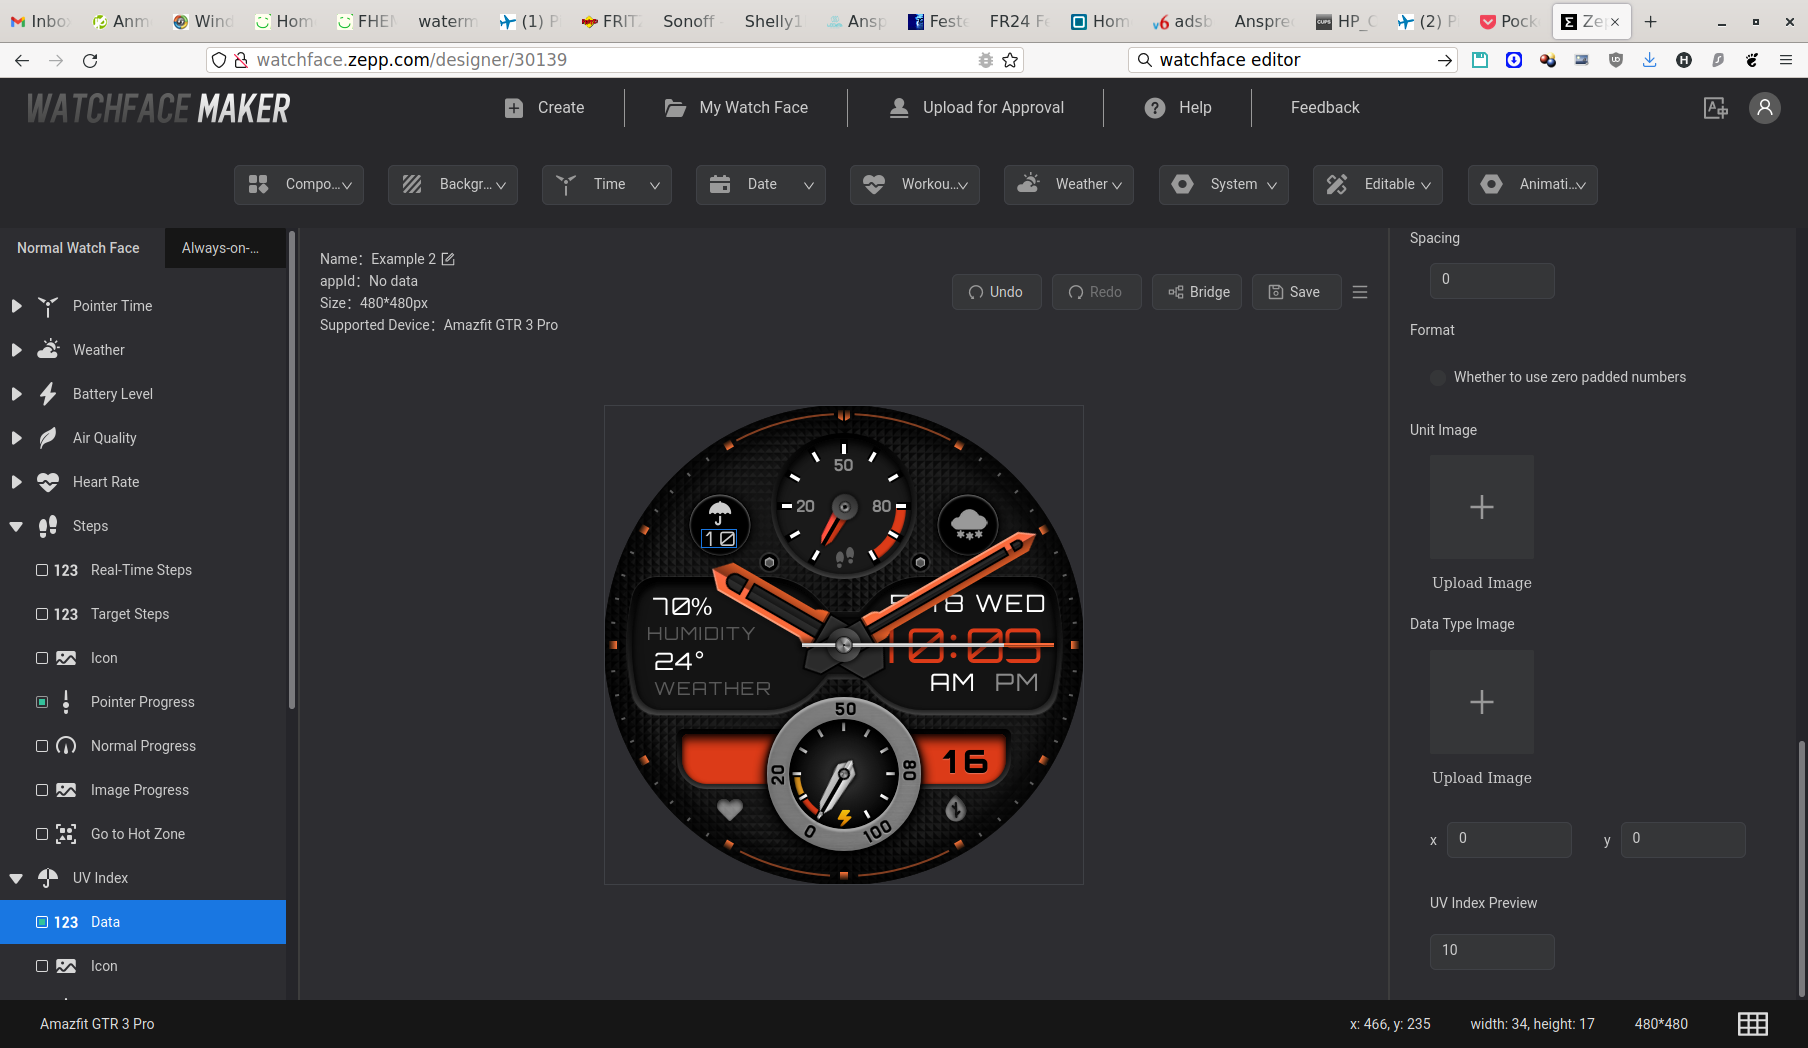 Inbo
Anm
Wind
Hom
FHEM
waterm
(1) P
FRITZ
Sonoff
Shelly1
Ansp
Feste
FR24 Fe
Hom
v6 adsb
Anspre
CUPS HP_C
(2) P
Pock
Zep
watchface.zepp.com/designer/30139
watchface editor
WATCHFACE MAKER
Create
My Watch Face
Upload for Approval
Help
Feedback
Compo...
Backgr...
Time
Date
Workou...
Weather
System
Editable
Animati...
Normal Watch Face
Always-on-...
Pointer Time
Weather
Battery Level
Air Quality
Heart Rate
Steps
123 Real-Time Steps
123 Target Steps
Icon
Pointer Progress
Normal Progress
Image Progress
Go to Hot Zone
UV Index
123 Data
Icon
Name: Example 2
appId: No data
Size: 480*480px
Supported Device: Amazfit GTR 3 Pro
Undo
Redo
Bridge
Save
50
20
80
10
70%
HUMIDITY
24°
WEATHER
18 WED
10:09
AM PM
50
20
80
0
100
16
Spacing
0
Format
Whether to use zero padded numbers
Unit Image
Upload Image
Data Type Image
Upload Image
x 0
y 0
UV Index Preview
10
Amazfit GTR 3 Pro
x: 466, y: 235
width: 34, height: 17
480*480